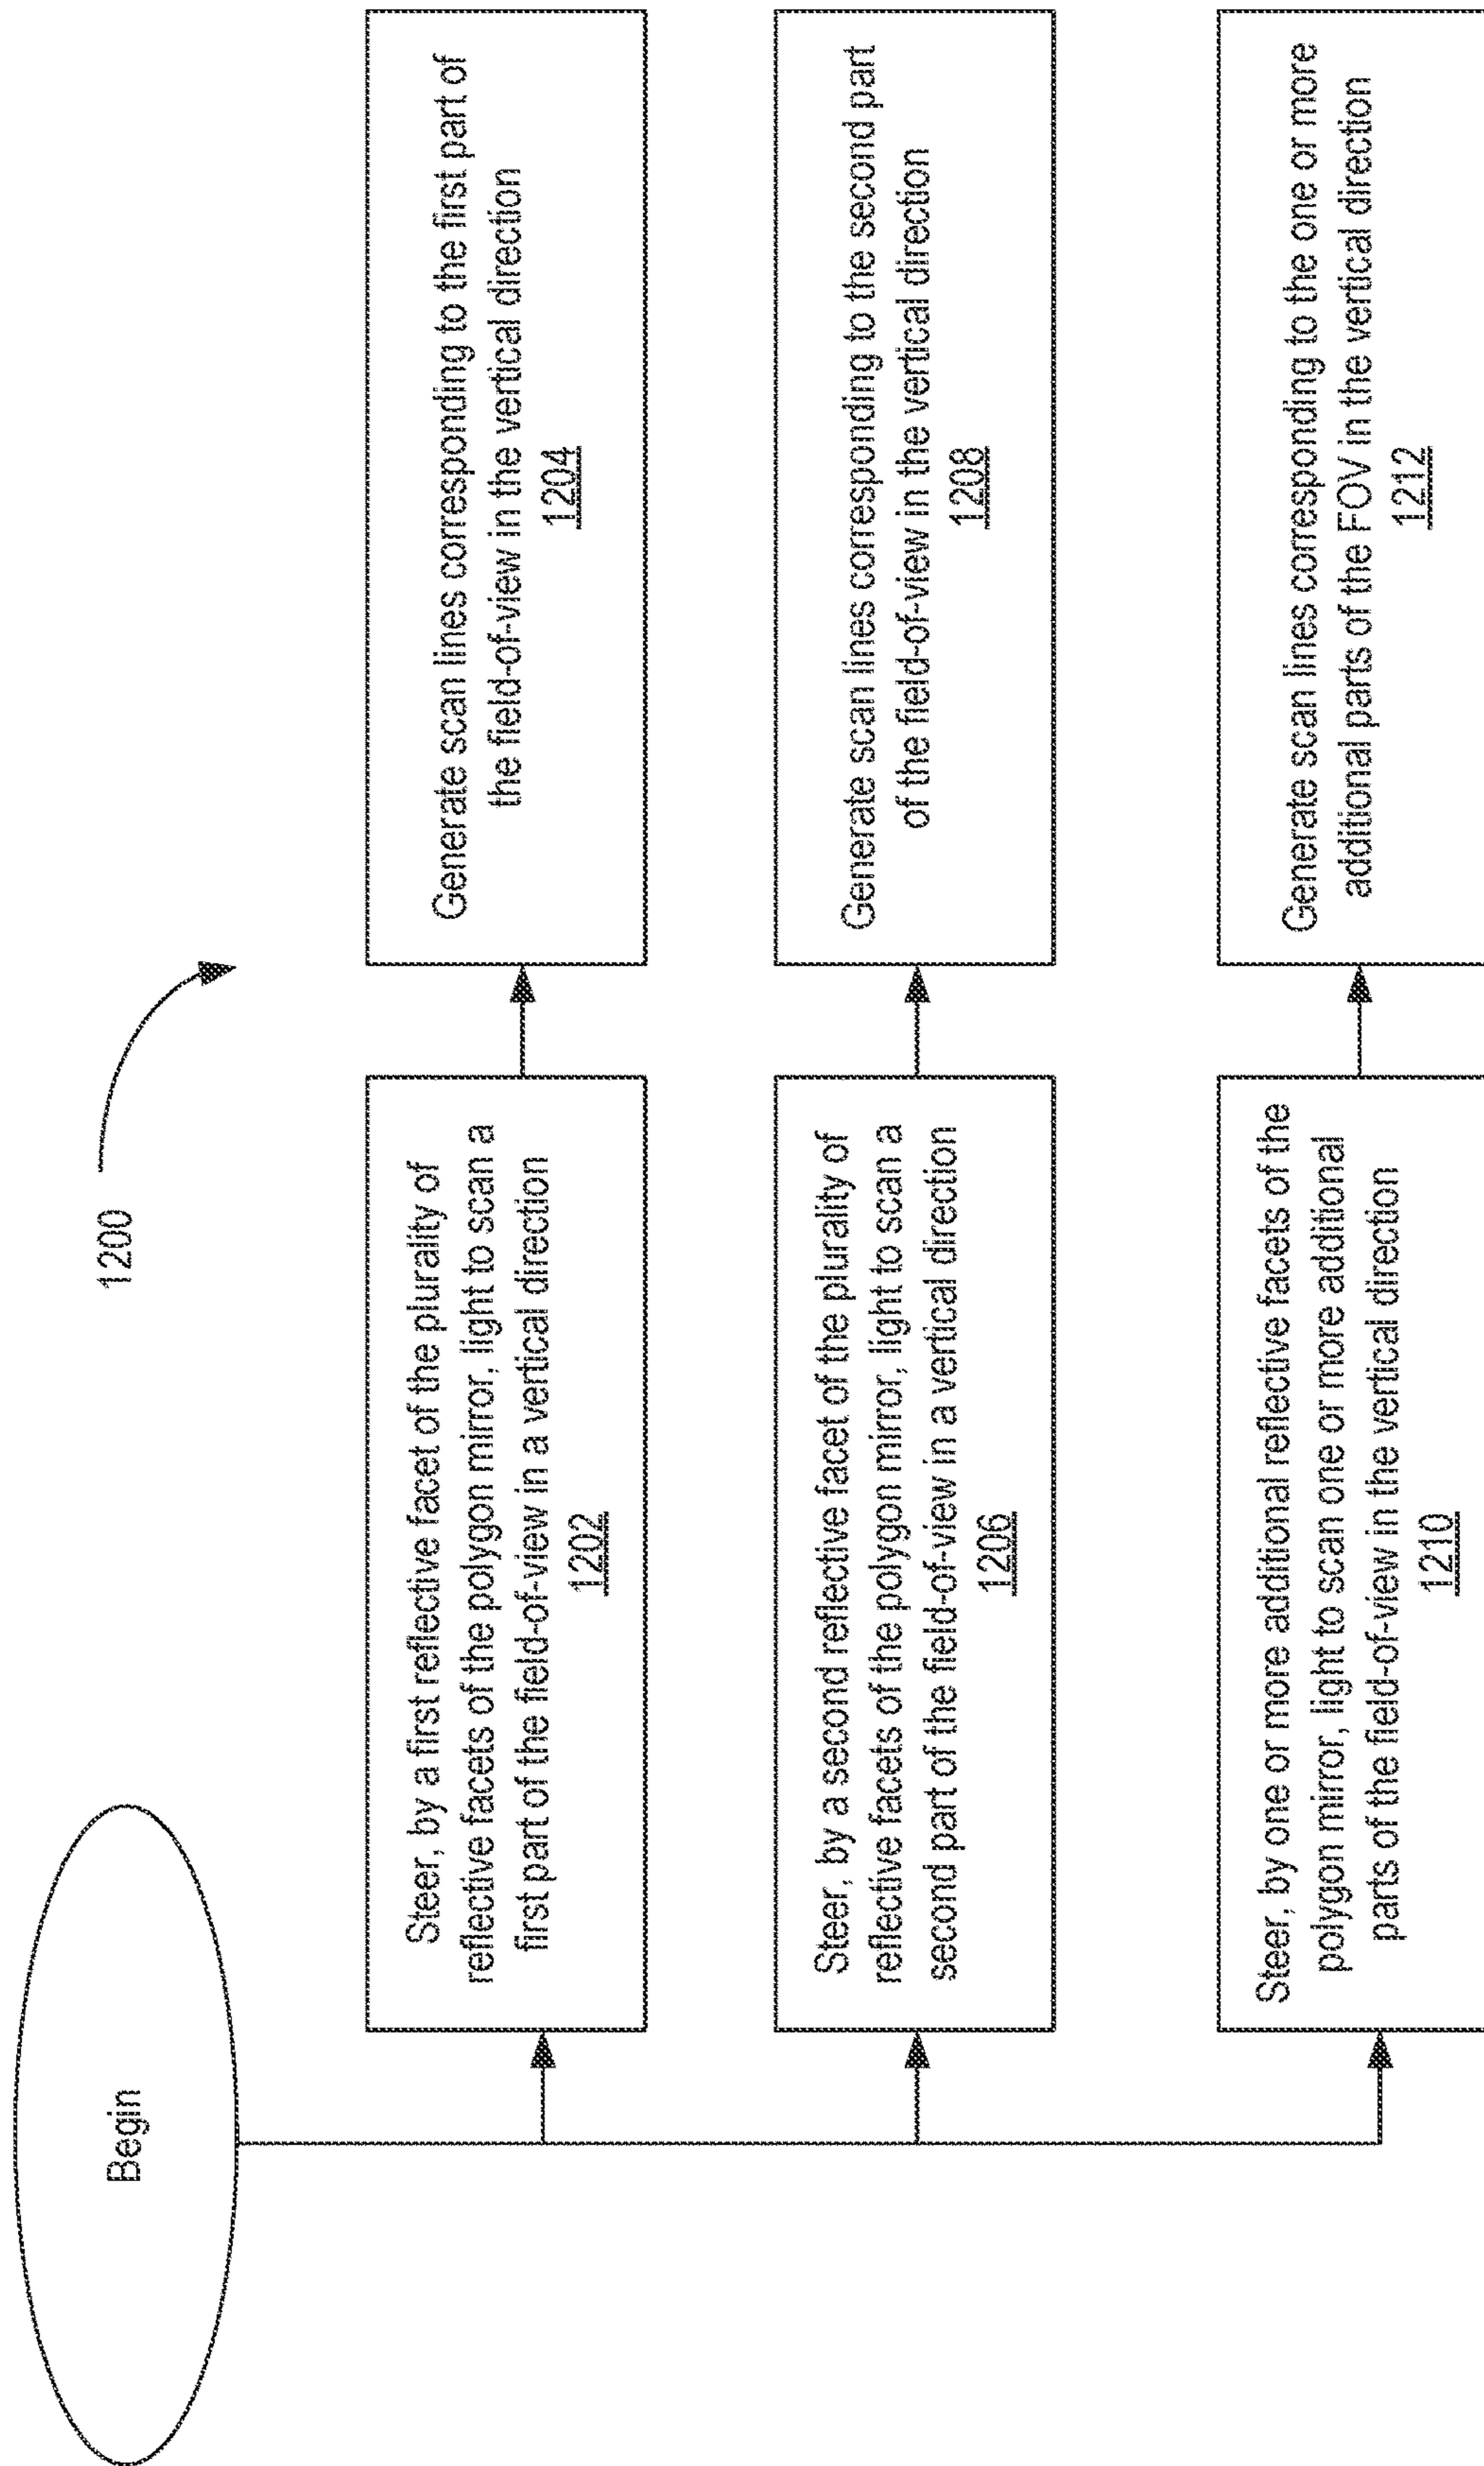 1200
Begin
Steer, by a first reflective facet of the plurality of
reflective facets of the polygon mirror, light to scan a
first part of the field-of-view in a vertical direction
1202
Generate scan lines corresponding to the first part of
the field-of-view in the vertical direction
1204
Steer, by a second reflective facet of the plurality of
reflective facets of the polygon mirror, light to scan a
second part of the field-of-view in a vertical direction
1206
Generate scan lines corresponding to the second part
of the field-of-view in the vertical direction
1208
Steer, by one or more additional reflective facets of the
polygon mirror, light to scan one or more additional
parts of the field-of-view in the vertical direction
1210
Generate scan lines corresponding to the one or more
additional parts of the FOV in the vertical direction
1212